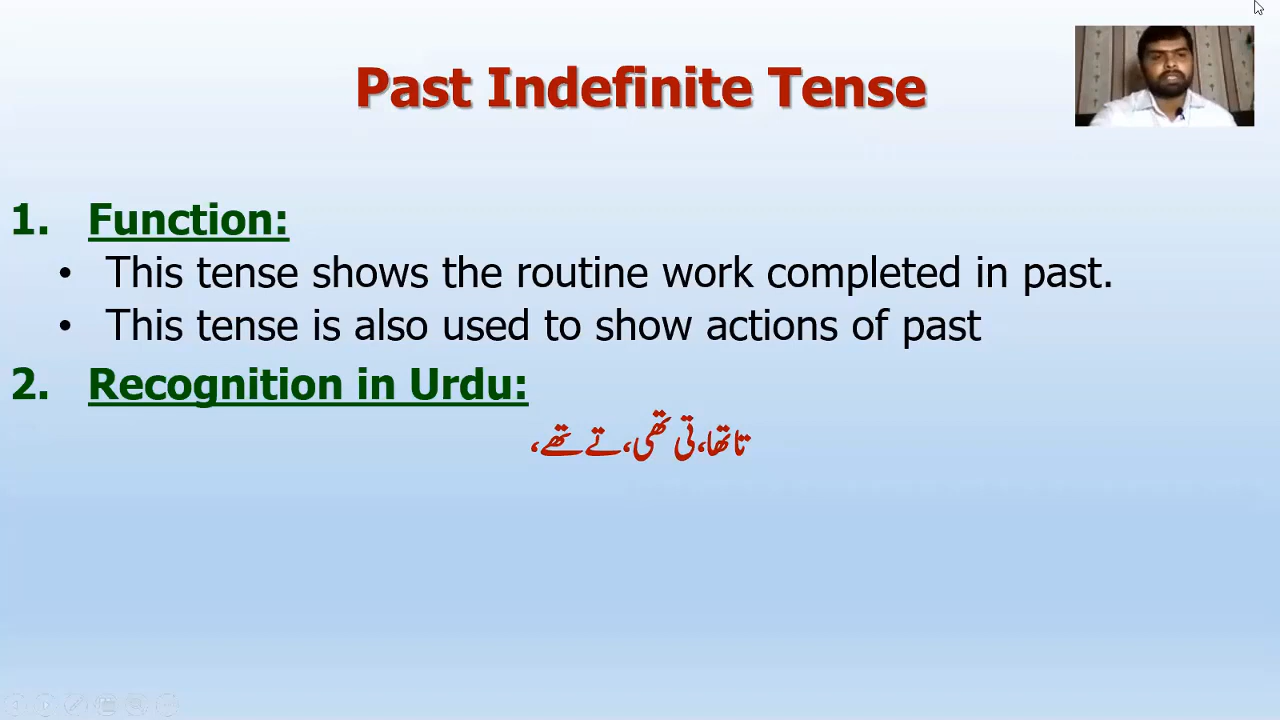 Past Indefinite Tense
1. Function:
• This tense shows the routine work completed in past.
• This tense is also used to show actions of past
2. Recognition in Urdu:
تا تھا، تی تھی، تے تھے،